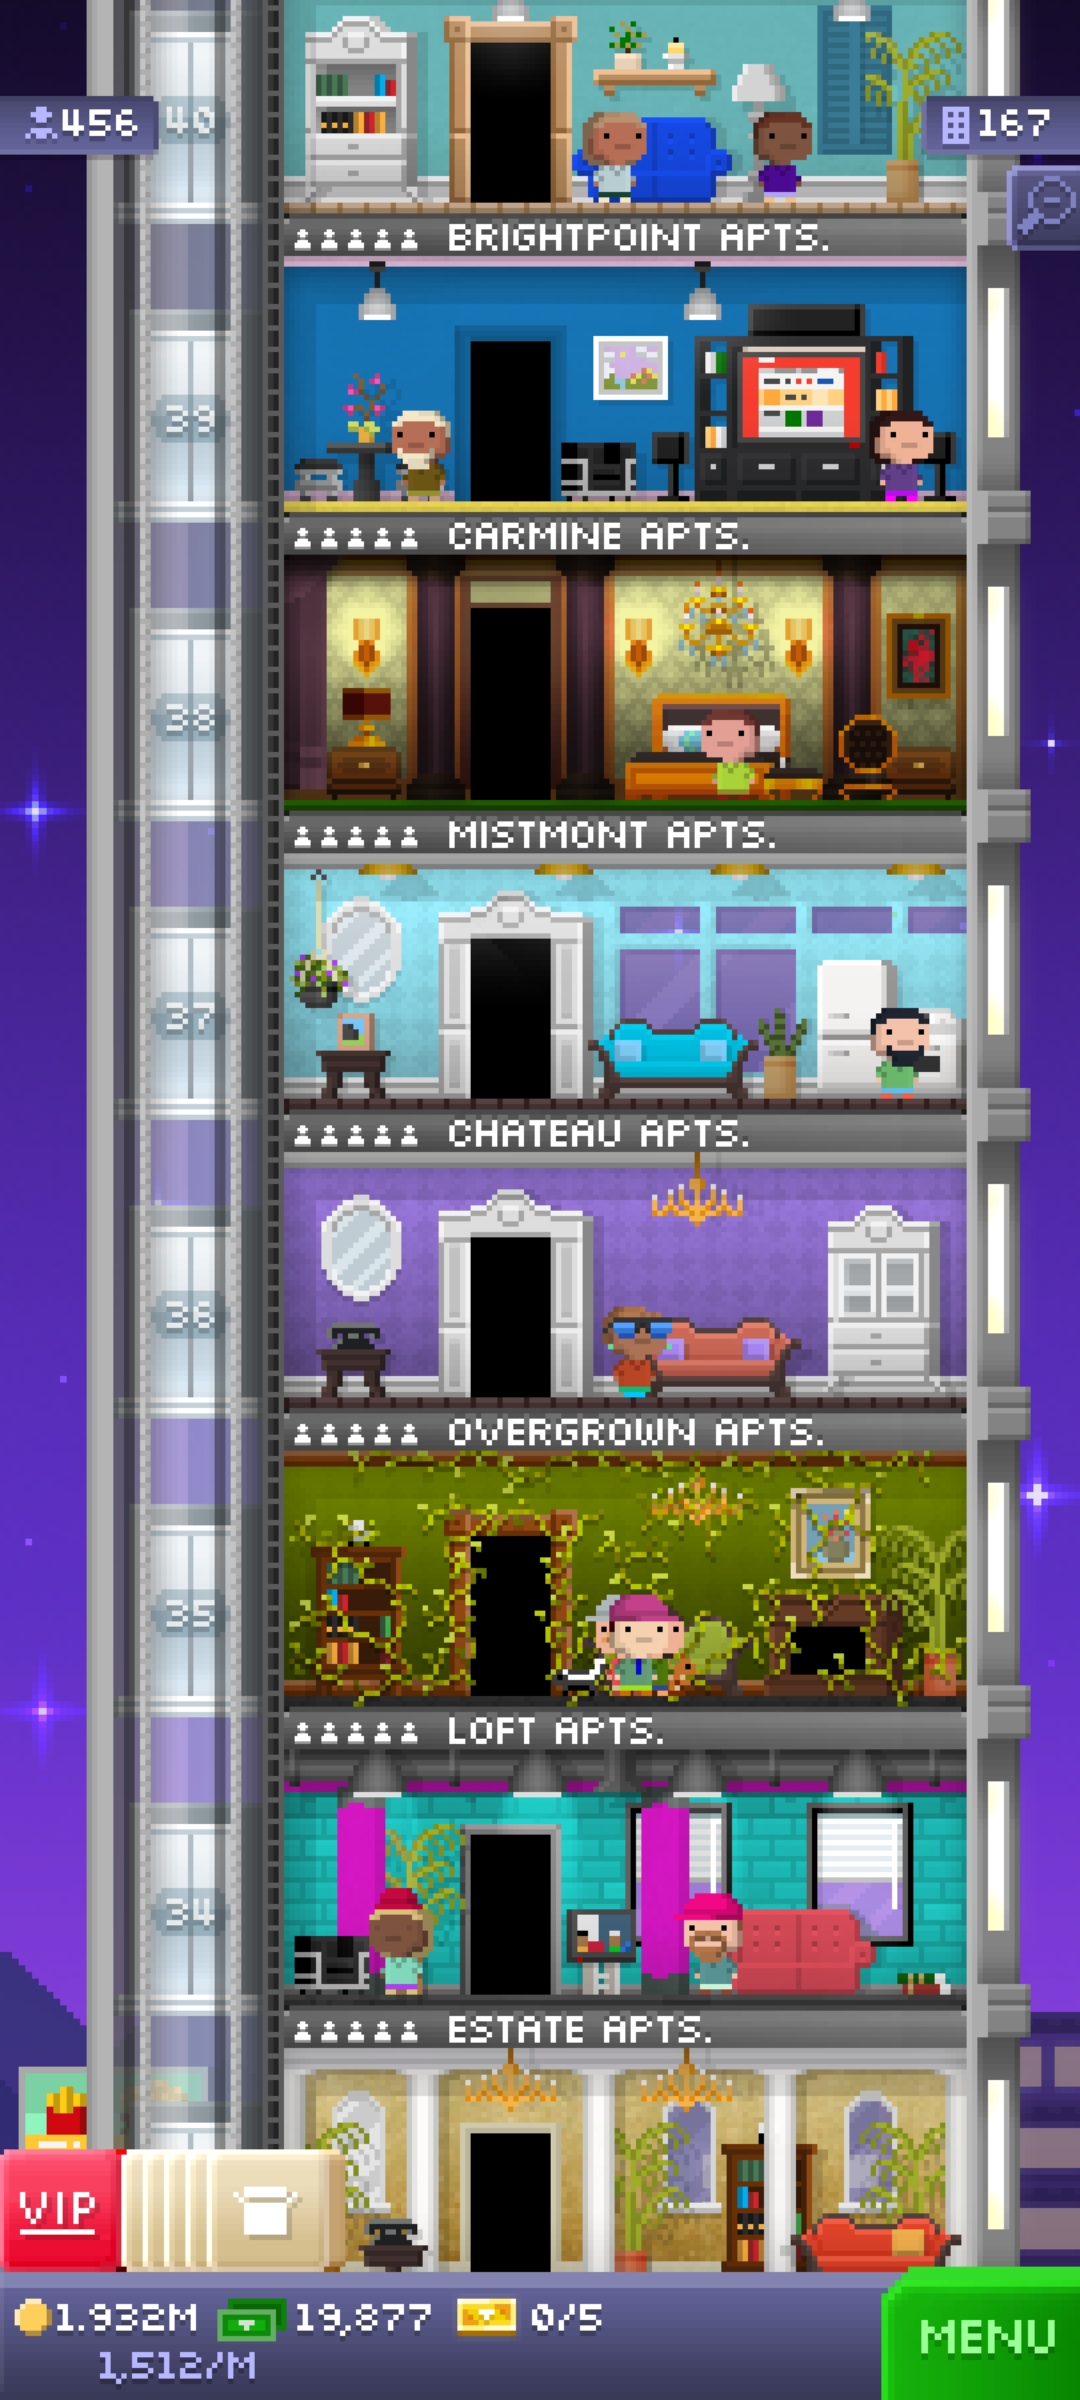 456
40
167
BRIGHTPOINT APTS.
39
CARMINE APTS.
38
MISTMONT APTS.
37
CHATEAU APTS.
36
OVERGROWN APTS.
35
LOFT APTS.
34
ESTATE APTS.
VIP
1.932M
19,877
0/5
1,512/M
MENU